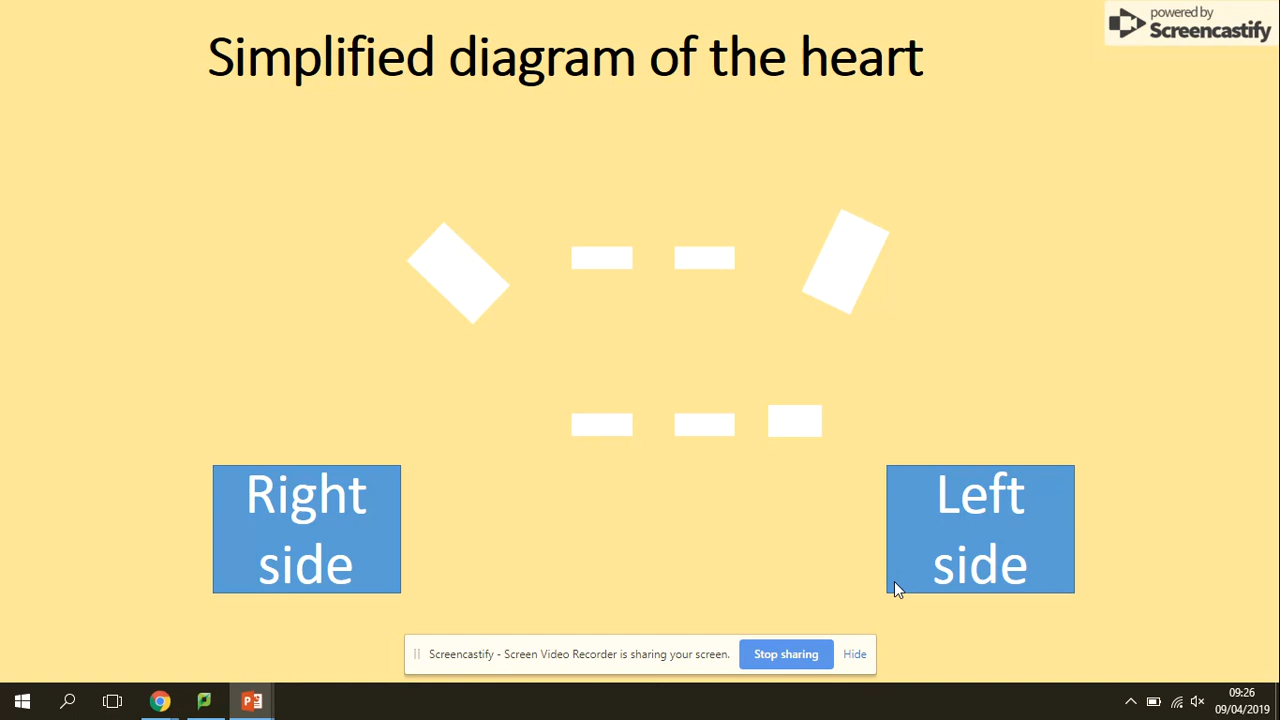 powered by
Screencastify
Simplified diagram of the heart
Right
side
Left
side
Screencastify - Screen Video Recorder is sharing your screen.
Stop sharing
Hide
09:26
09/04/2019